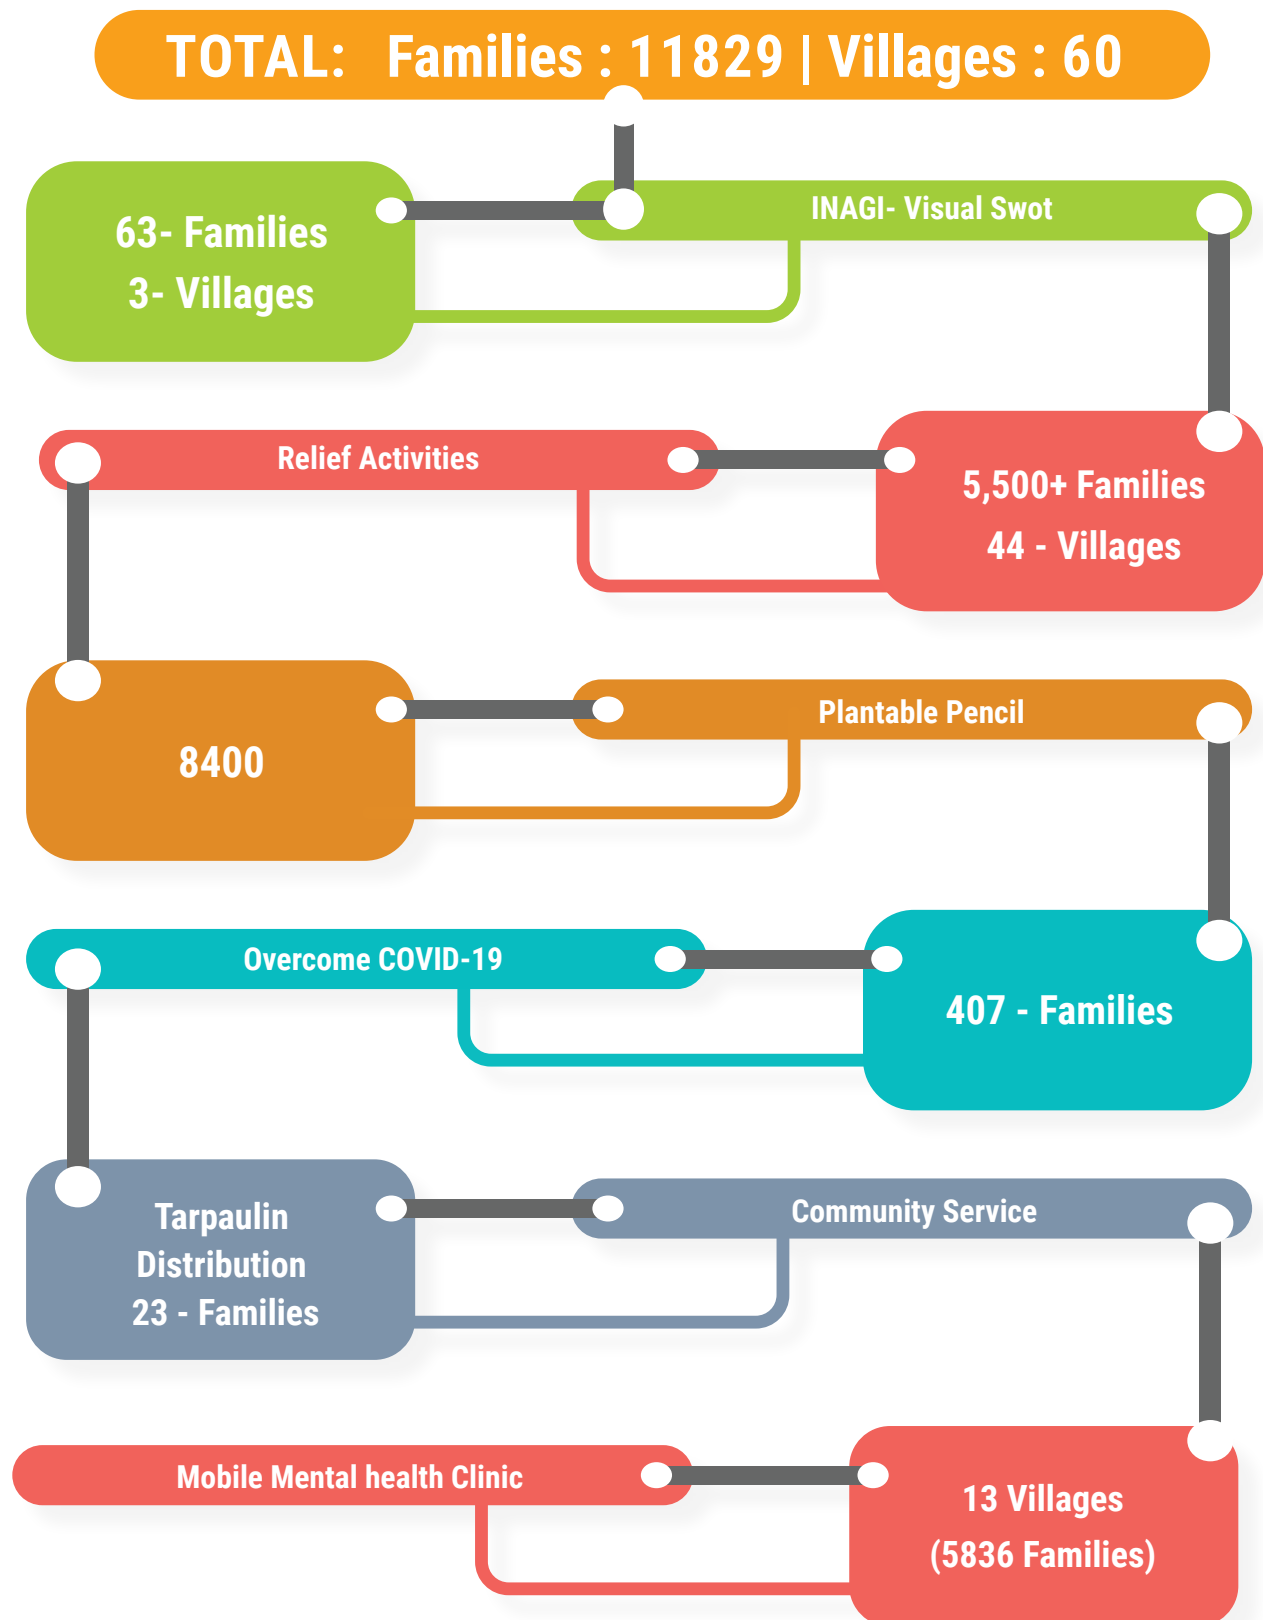 TOTAL: Families : 11829 | Villages : 60
63- Families
3- Villages
INAGI- Visual Swot
Relief Activities
5,500+ Families
44 - Villages
8400
Plantable Pencil
Overcome COVID-19
407 - Families
Tarpaulin
Distribution
23 - Families
Community Service
Mobile Mental health Clinic
13 Villages
(5836 Families)